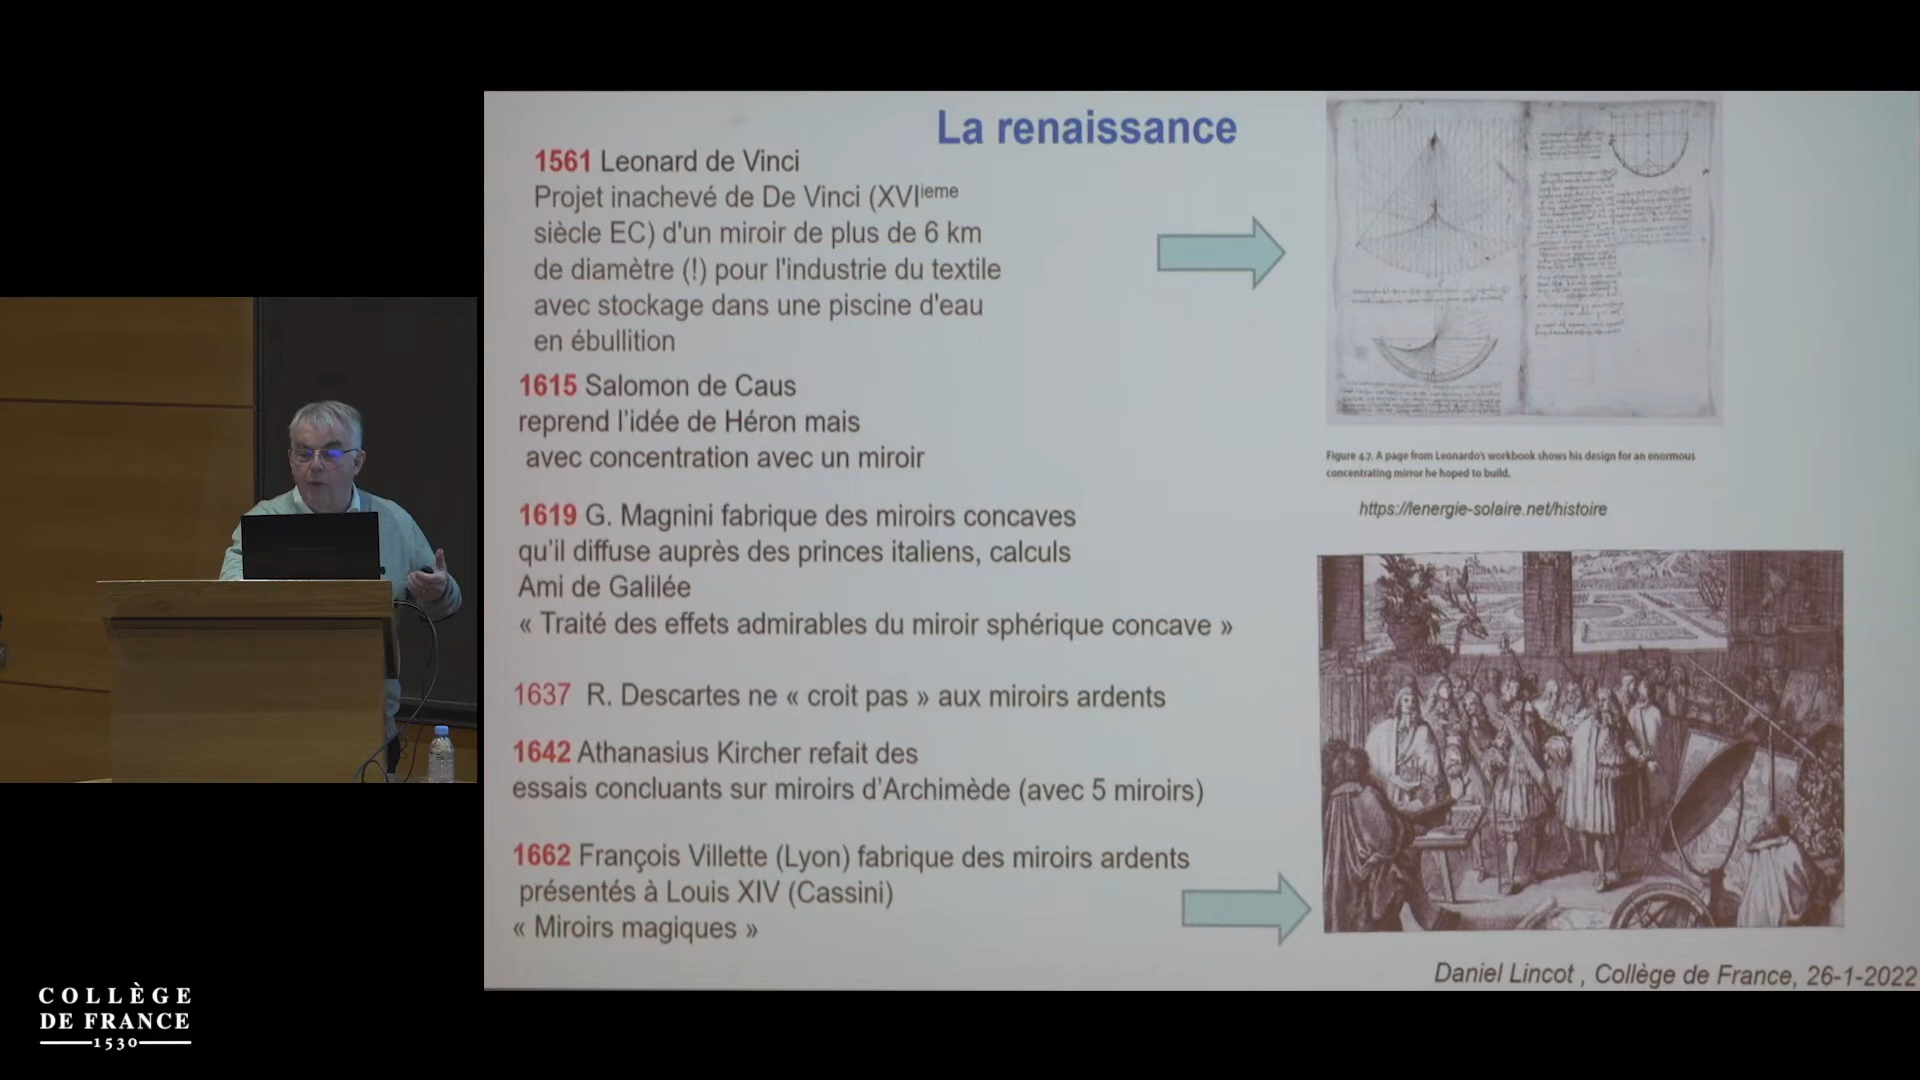 La renaissance
1561 Leonard de Vinci
Projet inachevé de De Vinci (XVIieme
siècle EC) d'un miroir de plus de 6 km
de diamètre (!) pour l'industrie du textile
avec stockage dans une piscine d'eau
en ébullition
1615 Salomon de Caus
reprend l'idée de Héron mais
avec concentration avec un miroir
1619 G. Magnini fabrique des miroirs concaves
qu'il diffuse auprès des princes italiens, calculs
Ami de Galilée
« Traité des effets admirables du miroir sphérique concave »
1637 R. Descartes ne « croit pas » aux miroirs ardents
1642 Athanasius Kircher refait des
essais concluants sur miroirs d'Archimède (avec 5 miroirs)
1662 François Villette (Lyon) fabrique des miroirs ardents
présentés à Louis XIV (Cassini)
« Miroirs magiques »
Figure 4.7. A page from Leonardo's workbook shows his design for an enormous
concentrating mirror he hoped to build.
https://lenergie-solaire.net/histoire
Daniel Lincot , Collège de France, 26-1-2022
COLLÈGE
DE FRANCE
1530